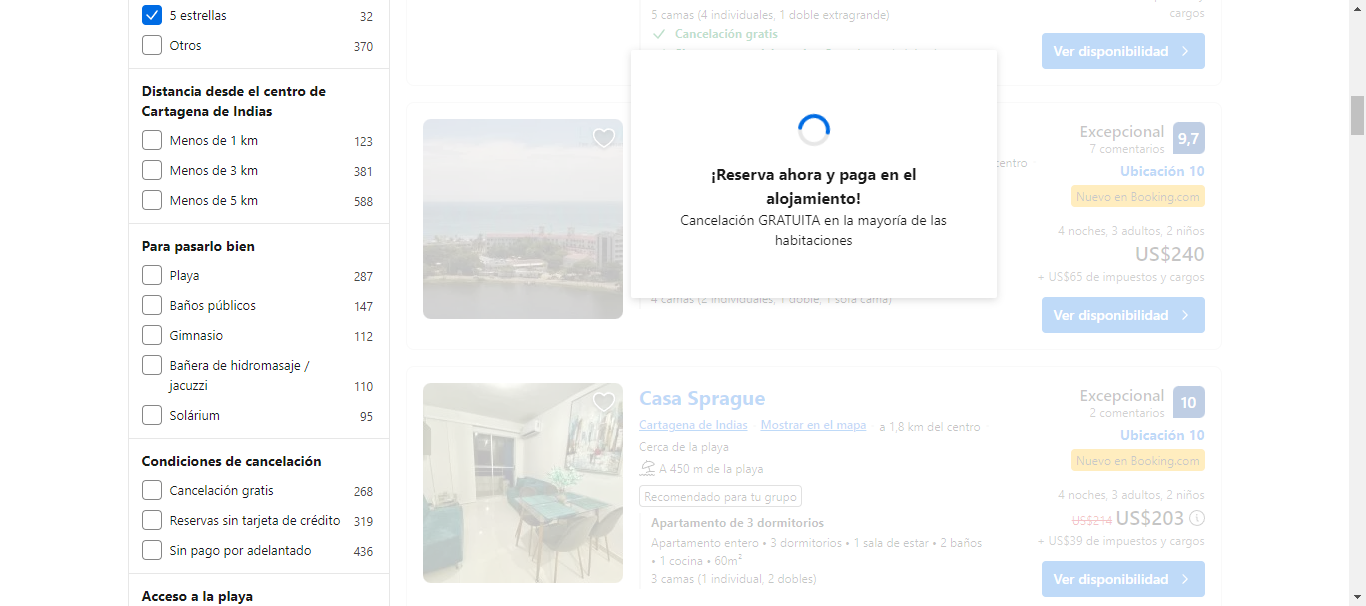 5 estrellas 32
Otros 370
Distancia desde el centro de
Cartagena de Indias
Menos de 1 km 123
Menos de 3 km 381
Menos de 5 km 588
Para pasarlo bien
Playa 287
Baños públicos 147
Gimnasio 112
Bañera de hidromasaje /
jacuzzi 110
Solárium 95
Condiciones de cancelación
Cancelación gratis 268
Reservas sin tarjeta de crédito 319
Sin pago por adelantado 436
Acceso a la playa
5 camas (4 individuales, 1 doble extragrande)
Cancelación gratis
cargos
Ver disponibilidad
¡Reserva ahora y paga en el
alojamiento!
Cancelación GRATUITA en la mayoría de las
habitaciones
centro
4 camas (2 individuales, 1 doble, 1 sofá cama)
Excepcional 9,7
7 comentarios
Ubicación 10
Nuevo en Booking.com
4 noches, 3 adultos, 2 niños
US$240
+ US$65 de impuestos y cargos
Ver disponibilidad
Casa Sprague
Cartagena de Indias Mostrar en el mapa a 1,8 km del centro
Cerca de la playa
A 450 m de la playa
Recomendado para tu grupo
Apartamento de 3 dormitorios
Apartamento entero • 3 dormitorios • 1 sala de estar • 2 baños
• 1 cocina • 60m²
3 camas (1 individual, 2 dobles)
Excepcional 10
2 comentarios
Ubicación 10
Nuevo en Booking.com
4 noches, 3 adultos, 2 niños
US$214 US$203
+ US$39 de impuestos y cargos
Ver disponibilidad